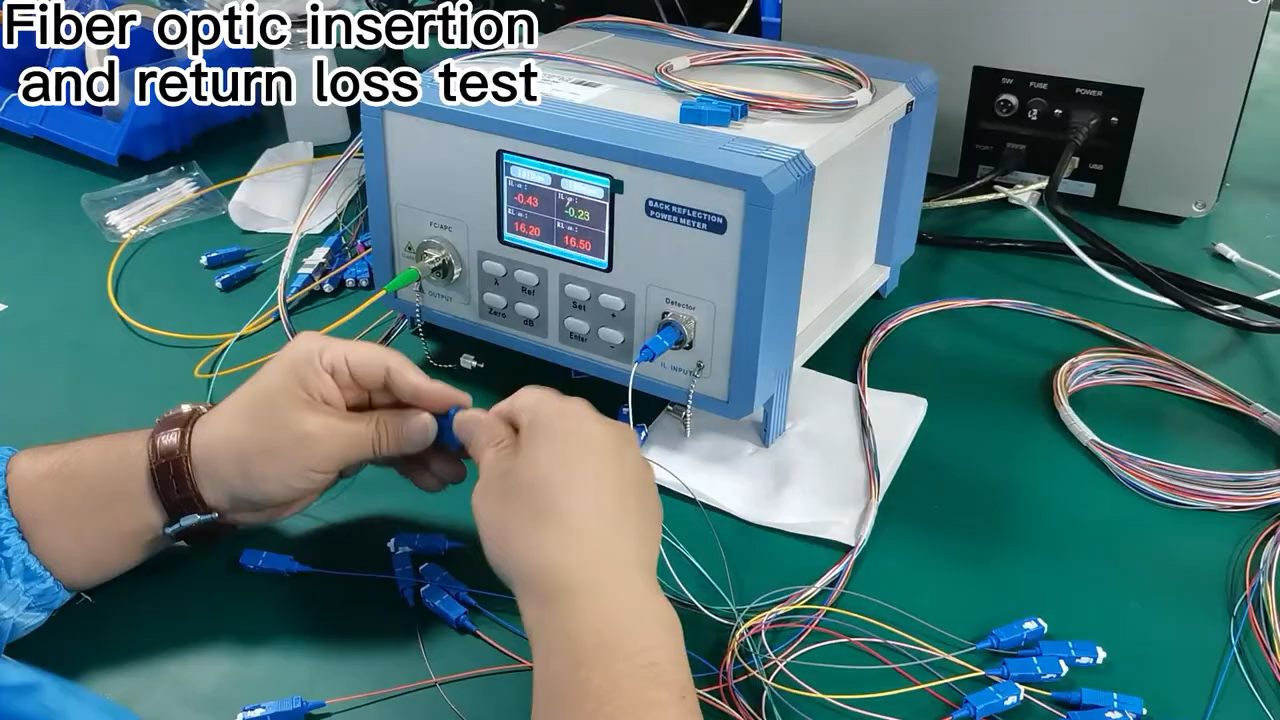 Fiber optic insertion
and return loss test
SW
FUSE
POWER
PORT
USB
BACK REFLECTION
POWER METER
-0.43
-0.23
16.20
16.50
FC/APC
OUTPUT
λ
Ref
Zero
dB
Set
+
Enter
-
Detector
IL INPUT